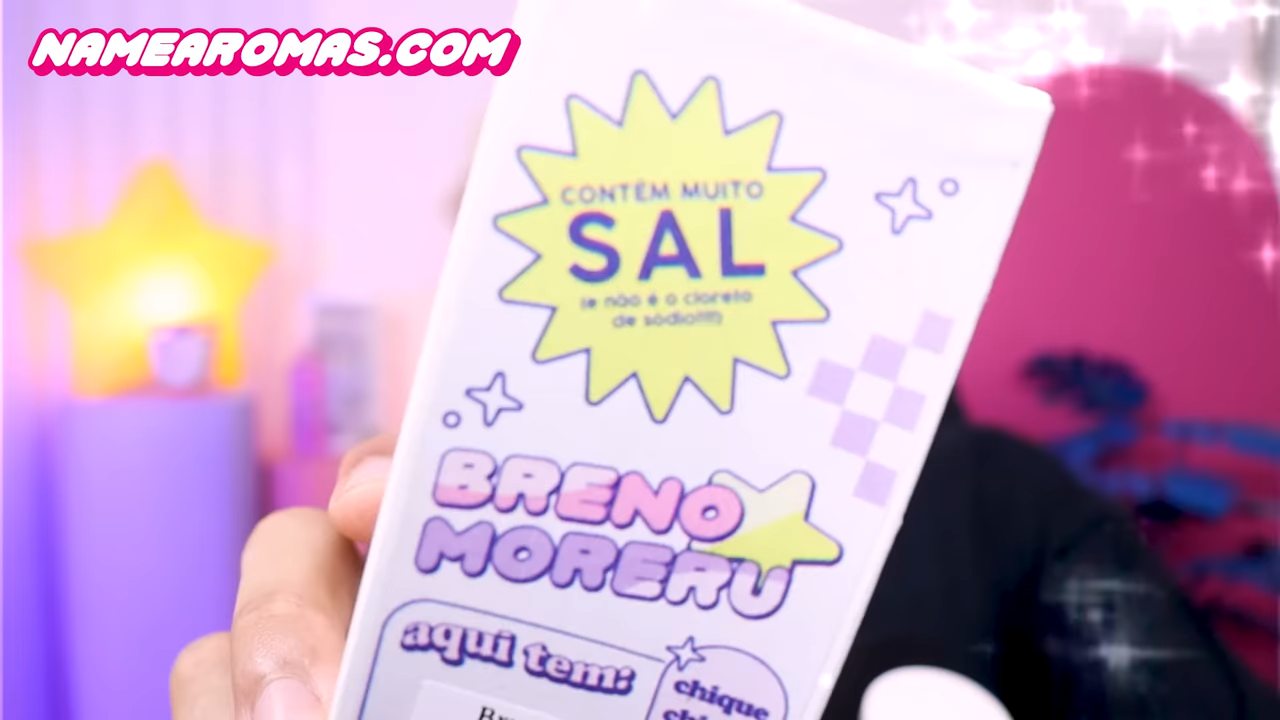 NAMEAROMAS.COM
CONTÉM MUITO
SAL
(e não é o cloreto
de sódio!!!!)
BRENO
MORERU
aqui tem:
chique